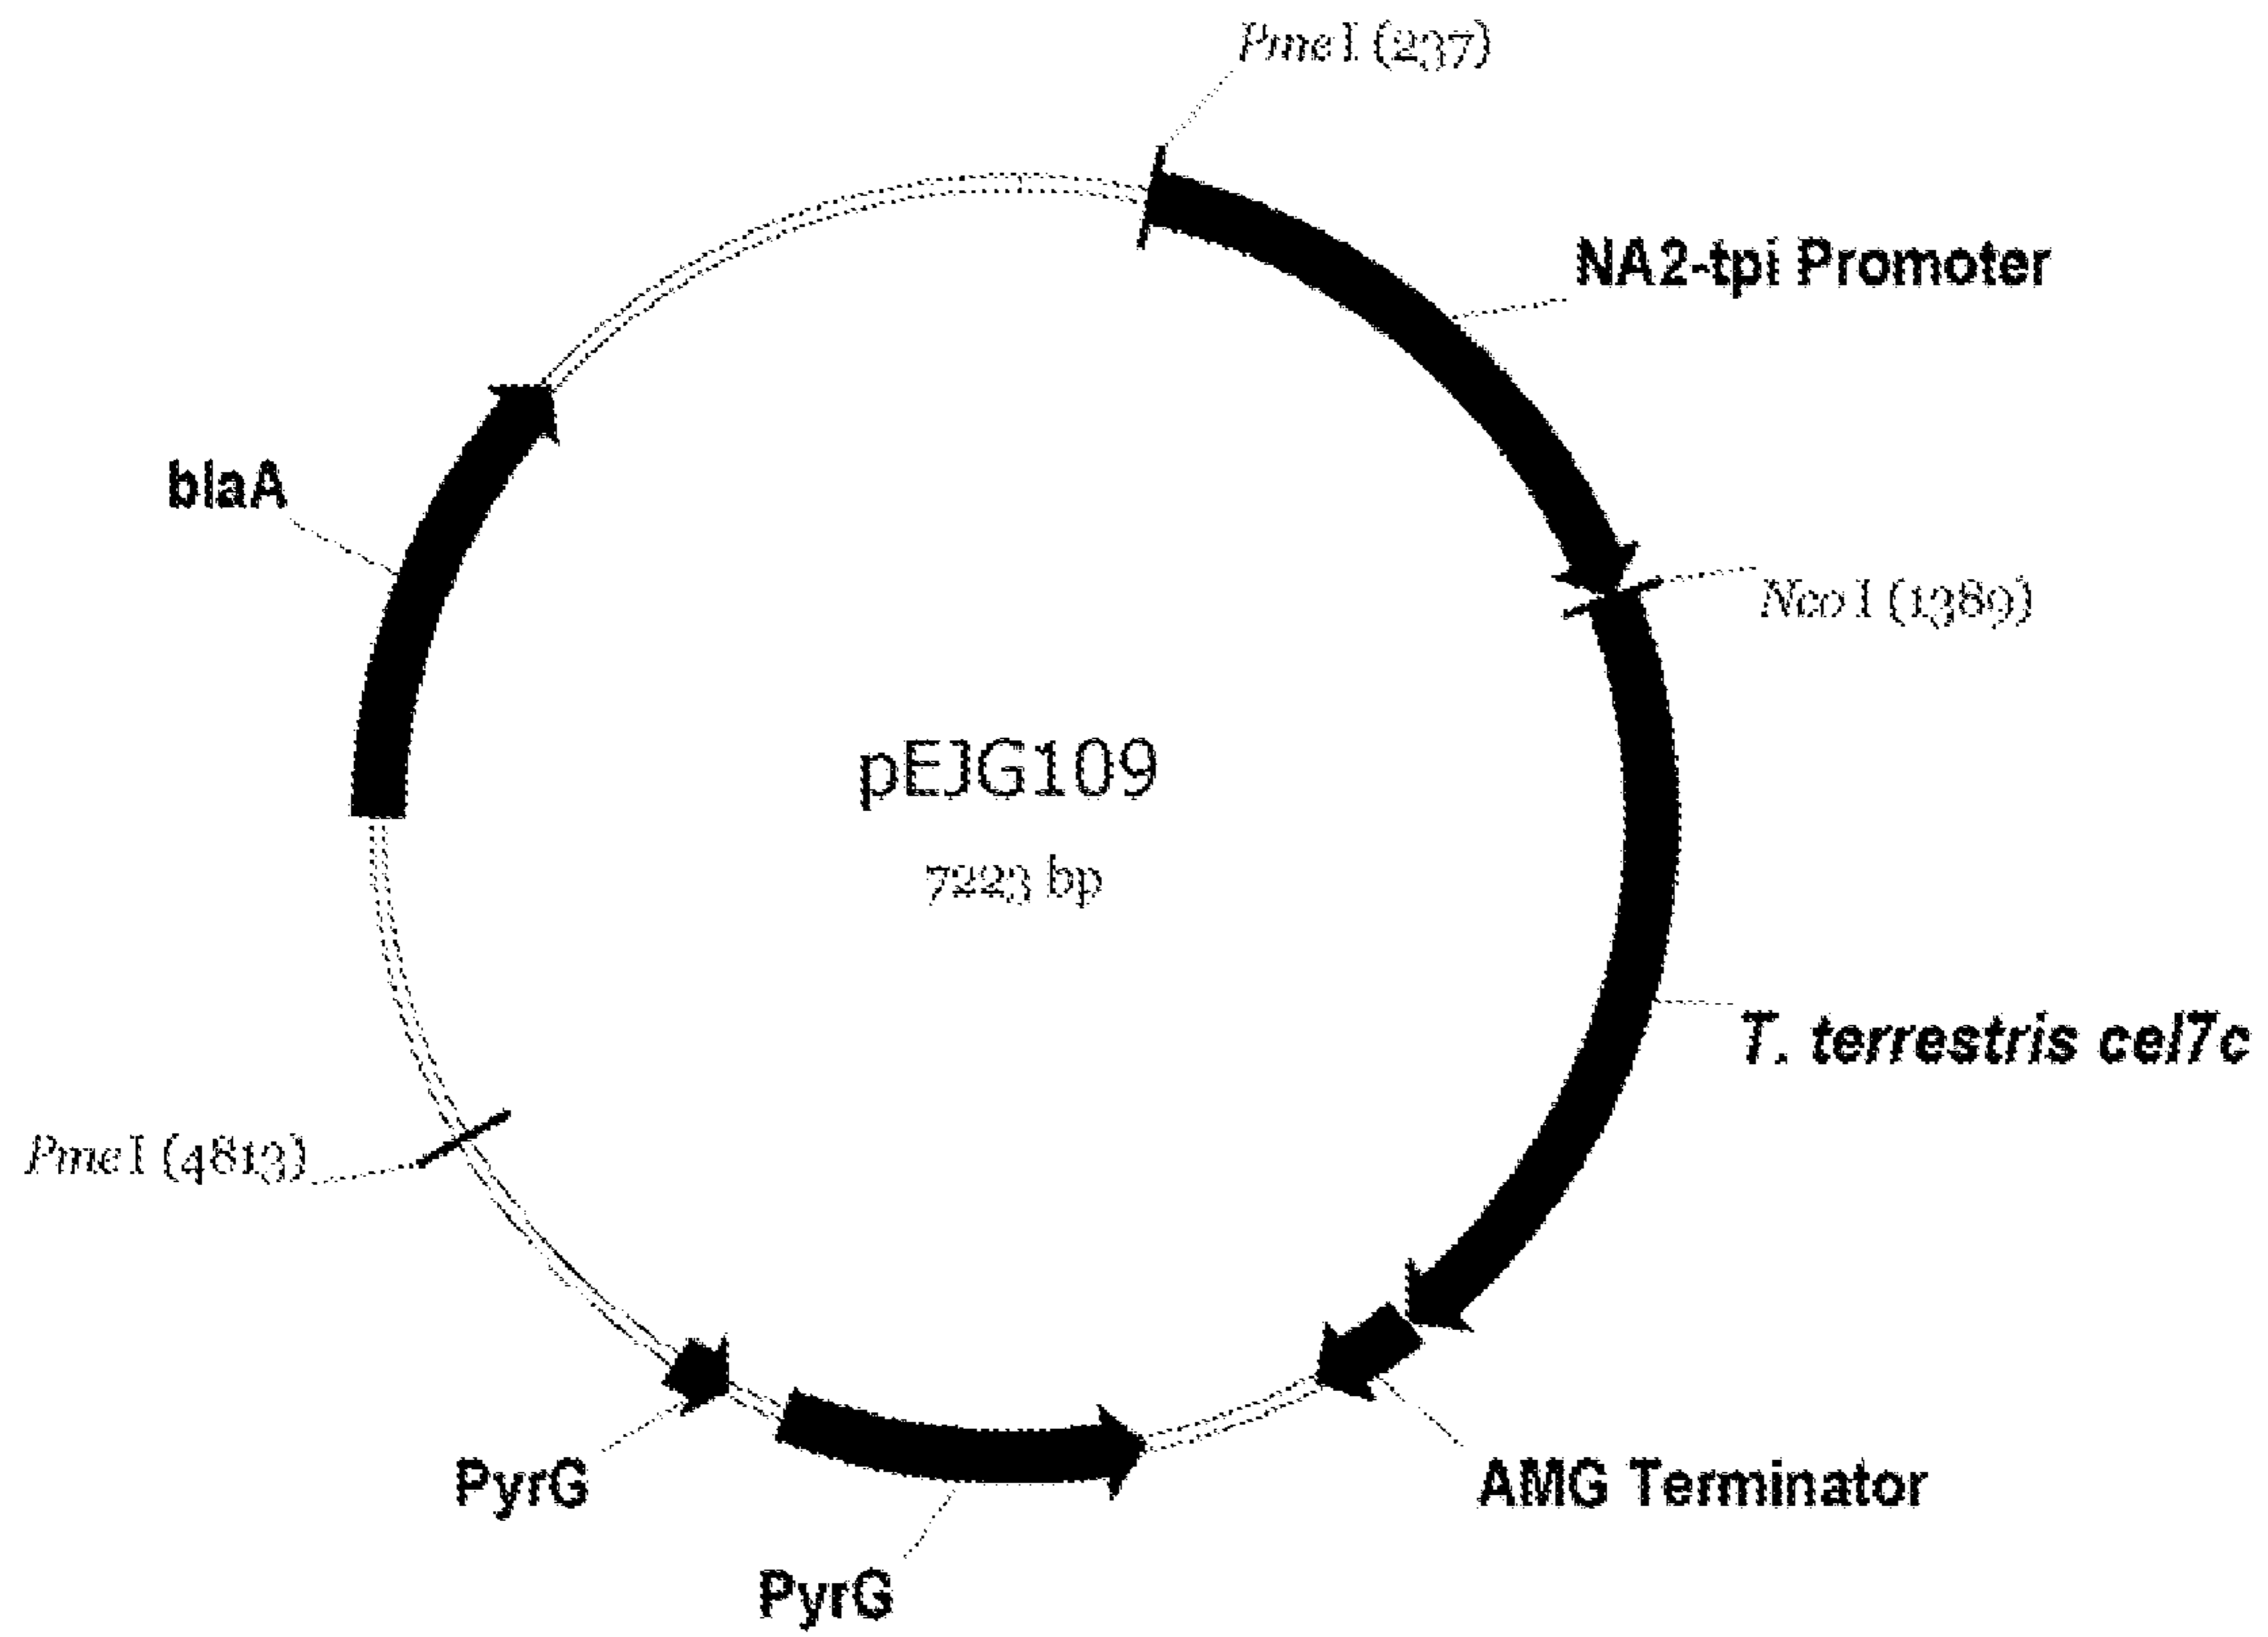 PmeI (237)
NA2-tpi Promoter
blaA
NcoI (1389)
pEJG109
7223 bp
T. terrestris cel7c
PmeI (4813)
PyrG
AMG Terminator
PyrG